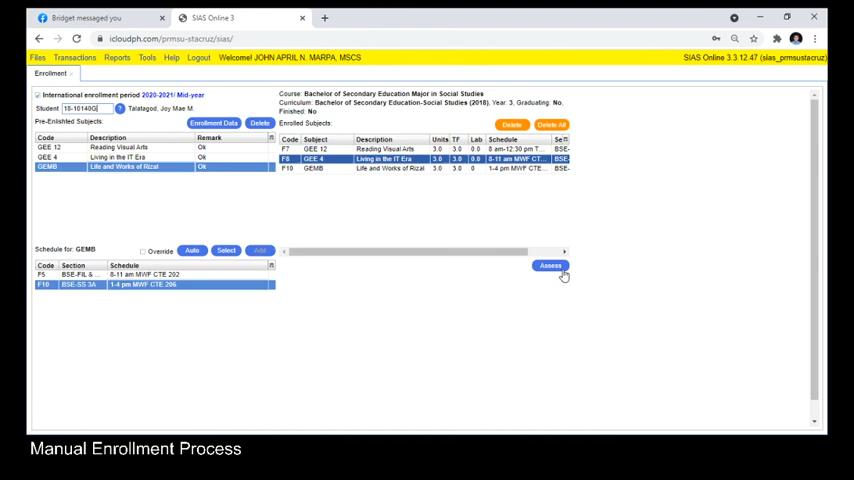 Bridget messaged you
SIAS Online 3
icloudph.com/prmsu-stacruz/sias/
Files Transactions Reports Tools Help Logout Welcome! JOHN APRIL N. MARPA, MSCS SIAS Online 3.3.12.47 (sias_prmsustacruz)
Enrollment
International enrollment period 2020-2021/ Mid-year
Student 18-10140G ? Talatagod, Joy Mae M.
Pre-Enlishted Subjects: Enrollment Data Delete
Code Description Remark
GEE 12 Reading Visual Arts Ok
GEE 4 Living in the IT Era Ok
GEMB Life and Works of Rizal Ok
Schedule for: GEMB Override Auto Select Add
Code Section Schedule
F5 BSE-FIL & ... 8-11 am MWF CTE 202
F10 BSE-SS 3A 1-4 pm MWF CTE 206
Course: Bachelor of Secondary Education Major in Social Studies
Curriculum: Bachelor of Secondary Education-Social Studies (2018), Year: 3, Graduating: No,
Finished: No
Enrolled Subjects: Delete Delete All
Code Subject Description Units TF Lab Schedule Se
F7 GEE 12 Reading Visual Arts 3.0 3.0 0.0 8 am-12:30 pm T... BSE-
F8 GEE 4 Living in the IT Era 3.0 3.0 0.0 8-11 am MWF CT... BSE-
F10 GEMB Life and Works of Rizal 3.0 3.0 0 1-4 pm MWF CTE... BSE-
Assess
Manual Enrollment Process